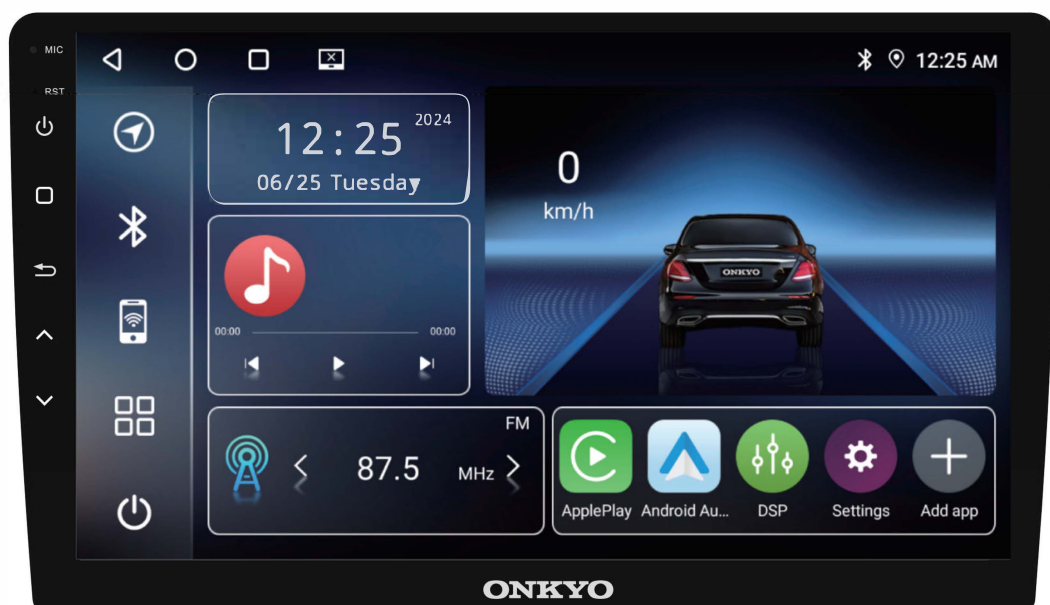 MIC
RST
12:25 AM
2024
12:25
06/25 Tuesday
0
km/h
ONKYO
00:00 00:00
FM
87.5 MHz
ApplePlay Android Au... DSP Settings Add app
ONKYO